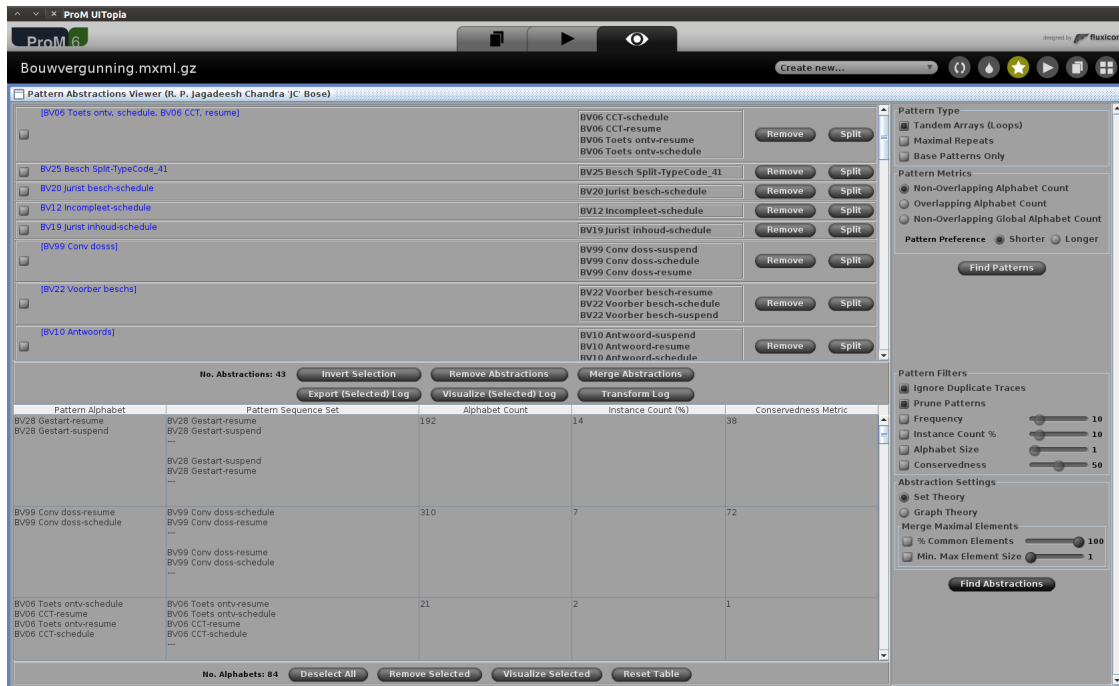 ProM UITopia
ProM 6
designed by fluxicon
Bouwvergunning.mxml.gz
Create new...
Pattern Abstractions Viewer (R. P. Jagadeesh Chandra 'JC' Bose)
[BV06 Toets ontv, schedule, BV06 CCT, resume]
BV06 CCT-schedule
BV06 CCT-resume
BV06 Toets ontv-resume
BV06 Toets ontv-schedule
Remove Split
BV25 Besch Split-TypeCode_41 BV25 Besch Split-TypeCode_41 Remove Split
BV20 Jurist besch-schedule BV20 Jurist besch-schedule Remove Split
BV12 Incompleet-schedule BV12 Incompleet-schedule Remove Split
BV19 Jurist inhoud-schedule BV19 Jurist inhoud-schedule Remove Split
[BV99 Conv dosss]
BV99 Conv doss-suspend
BV99 Conv doss-schedule
BV99 Conv doss-resume
Remove Split
[BV22 Voorber beschs]
BV22 Voorber besch-resume
BV22 Voorber besch-schedule
BV22 Voorber besch-suspend
Remove Split
[BV10 Antwoords]
BV10 Antwoord-suspend
BV10 Antwoord-resume
BV10 Antwoord-schedule
Remove Split
No. Abstractions: 43 Invert Selection Remove Abstractions Merge Abstractions
Export (Selected) Log Visualize (Selected) Log Transform Log
Pattern Alphabet Pattern Sequence Set Alphabet Count Instance Count (%) Conservedness Metric
BV28 Gestart-resume BV28 Gestart-resume 192 14 38
BV28 Gestart-suspend BV28 Gestart-suspend
---
BV28 Gestart-suspend
BV28 Gestart-resume
---
BV99 Conv doss-resume BV99 Conv doss-schedule 310 7 72
BV99 Conv doss-schedule BV99 Conv doss-resume
---
BV99 Conv doss-resume
BV99 Conv doss-schedule
---
BV06 Toets ontv-schedule BV06 Toets ontv-resume 21 2 1
BV06 CCT-resume BV06 Toets ontv-schedule
BV06 Toets ontv-resume BV06 CCT-resume
BV06 CCT-schedule BV06 CCT-schedule
---
No. Alphabets: 84 Deselect All Remove Selected Visualize Selected Reset Table
Pattern Type
Tandem Arrays (Loops)
Maximal Repeats
Base Patterns Only
Pattern Metrics
Non-Overlapping Alphabet Count
Overlapping Alphabet Count
Non-Overlapping Global Alphabet Count
Pattern Preference Shorter Longer
Find Patterns
Pattern Filters
Ignore Duplicate Traces
Prune Patterns
Frequency 10
Instance Count % 10
Alphabet Size 1
Conservedness 50
Abstraction Settings
Set Theory
Graph Theory
Merge Maximal Elements
% Common Elements 100
Min. Max Element Size 1
Find Abstractions